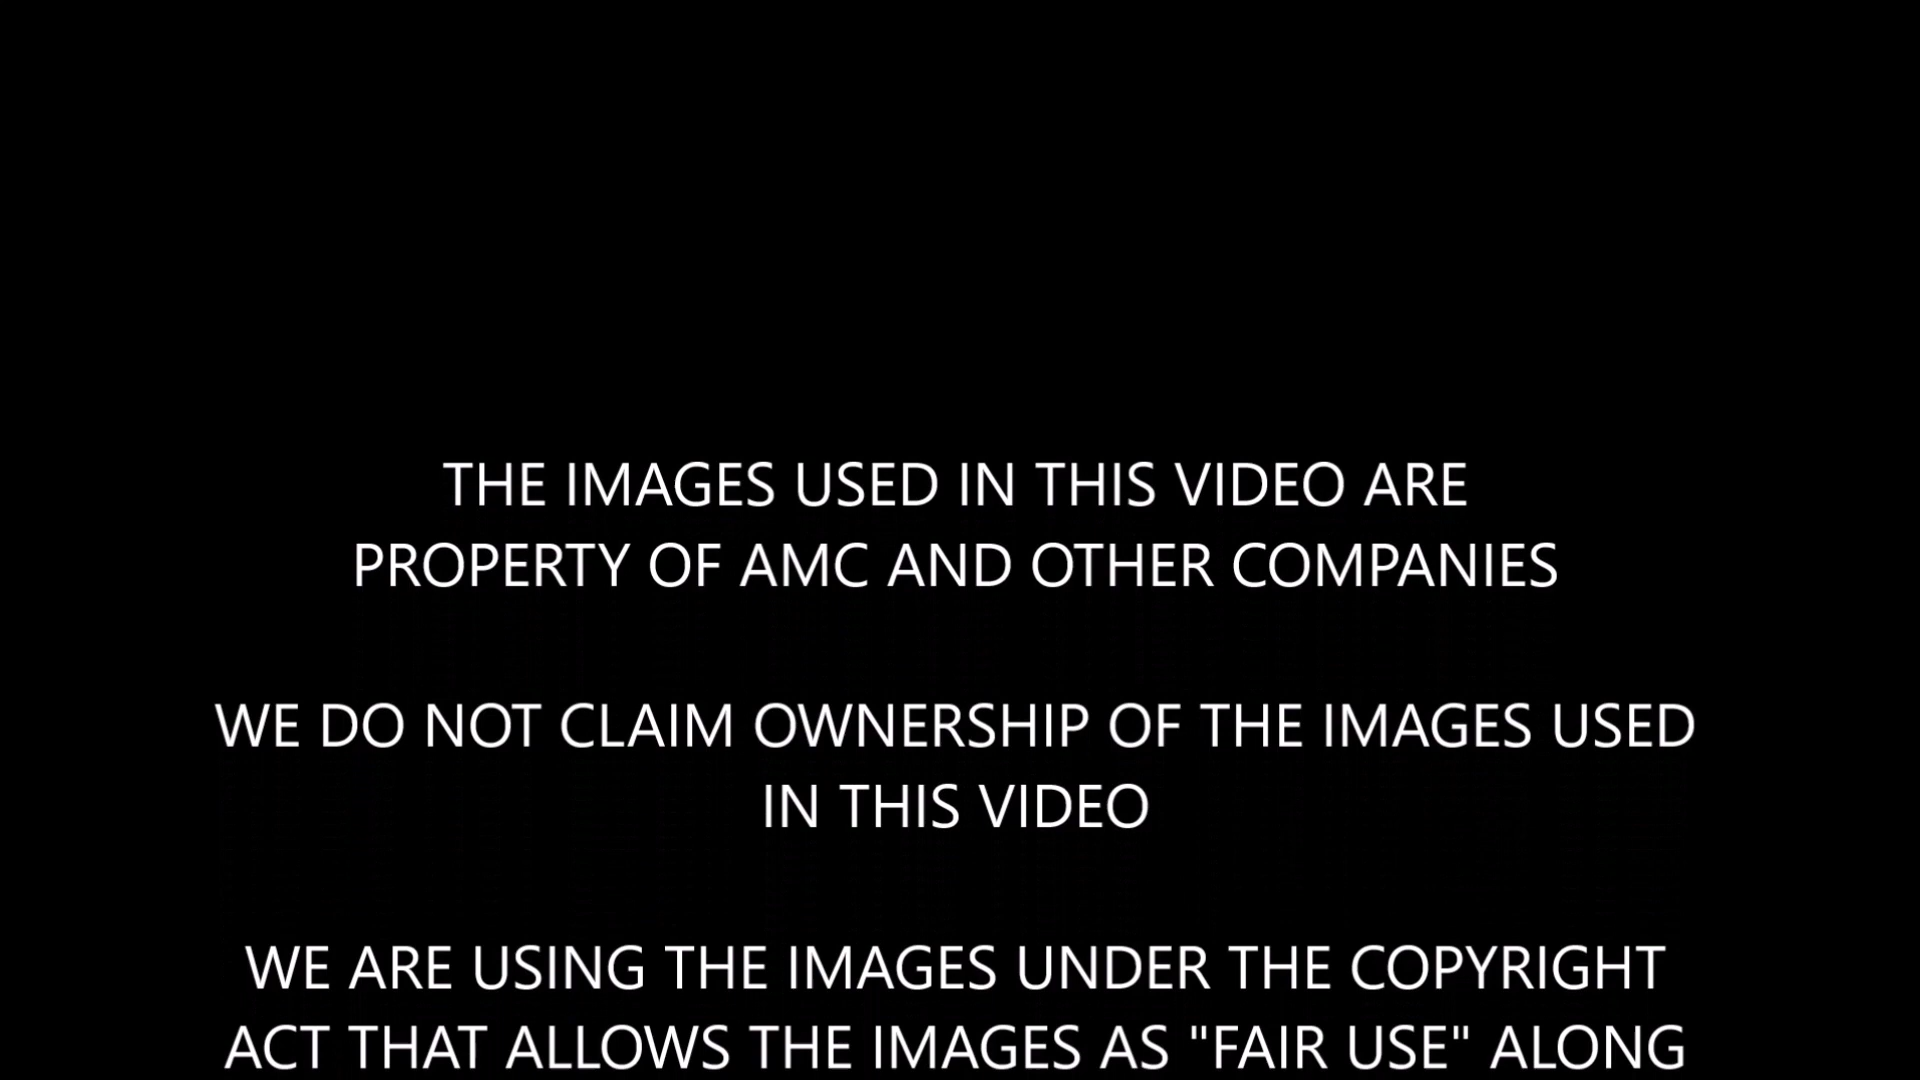 THE IMAGES USED IN THIS VIDEO ARE
PROPERTY OF AMC AND OTHER COMPANIES
WE DO NOT CLAIM OWNERSHIP OF THE IMAGES USED
IN THIS VIDEO
WE ARE USING THE IMAGES UNDER THE COPYRIGHT
ACT THAT ALLOWS THE IMAGES AS "FAIR USE" ALONG